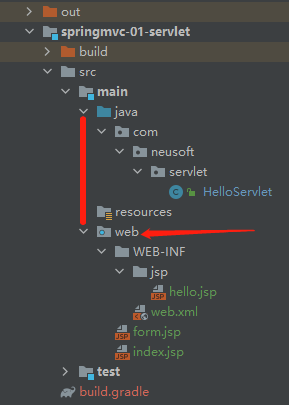 out
springmvc-01-servlet
build
src
main
java
com
neusoft
servlet
HelloServlet
resources
web
WEB-INF
jsp
hello.jsp
web.xml
form.jsp
index.jsp
test
build.gradle